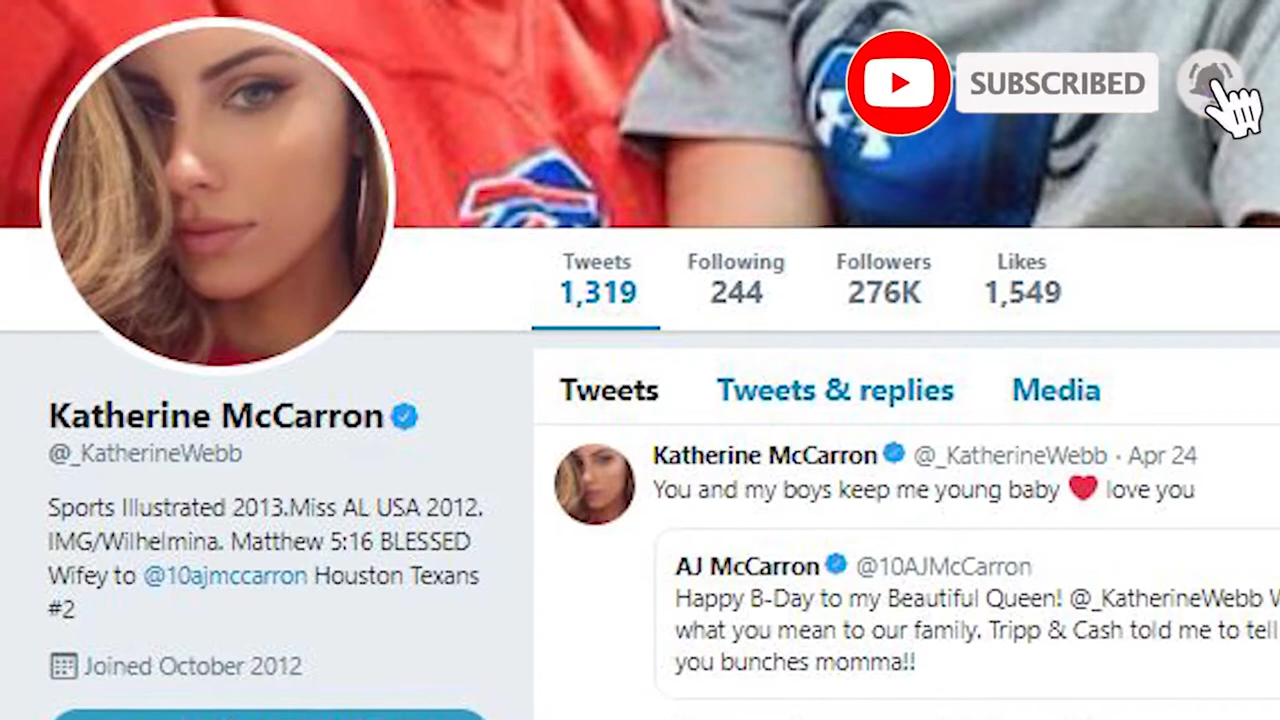 SUBSCRIBED
Tweets Following Followers Likes
1,319 244 276K 1,549
Katherine McCarron
@_KatherineWebb
Sports Illustrated 2013.Miss AL USA 2012.
IMG/Wilhelmina. Matthew 5:16 BLESSED
Wifey to @10ajmccarron Houston Texans
#2
Joined October 2012
Tweets Tweets & replies Media
Katherine McCarron @_KatherineWebb · Apr 24
You and my boys keep me young baby ❤ love you
AJ McCarron @10AJMcCarron
Happy B-Day to my Beautiful Queen! @_KatherineWebb
what you mean to our family. Tripp & Cash told me to tell
you bunches momma!!